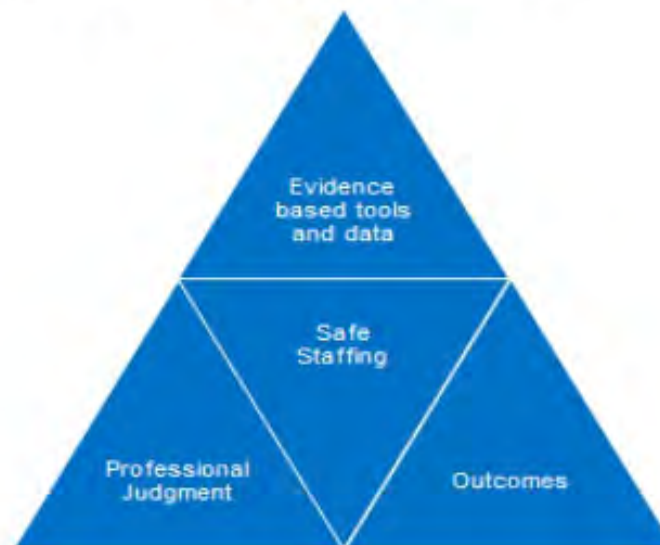 Evidence
based tools
and data
Safe
Staffing
Professional
Judgment
Outcomes